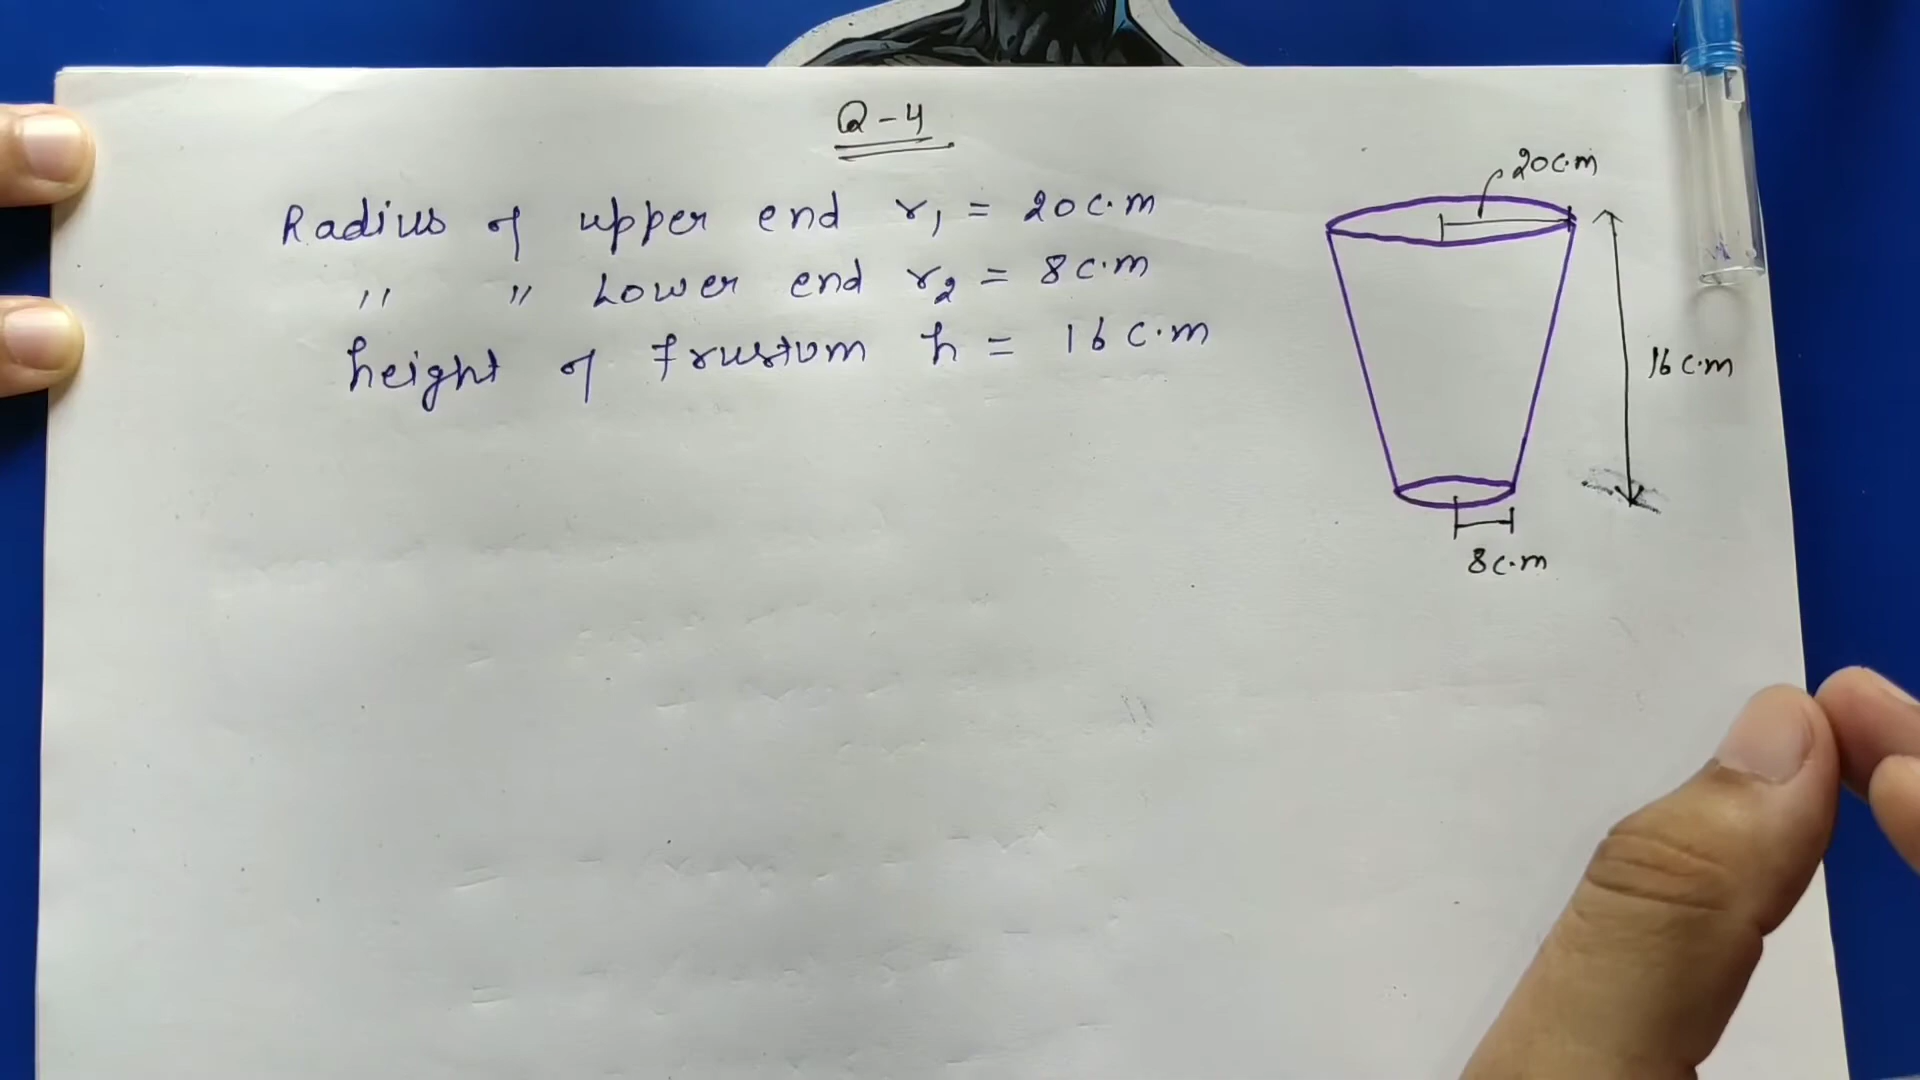 Q-4
Radius of upper end r₁ = 20c.m
" " Lower end r₂ = 8c.m
height of frustum h = 16c.m
20c.m
16c.m
8c.m